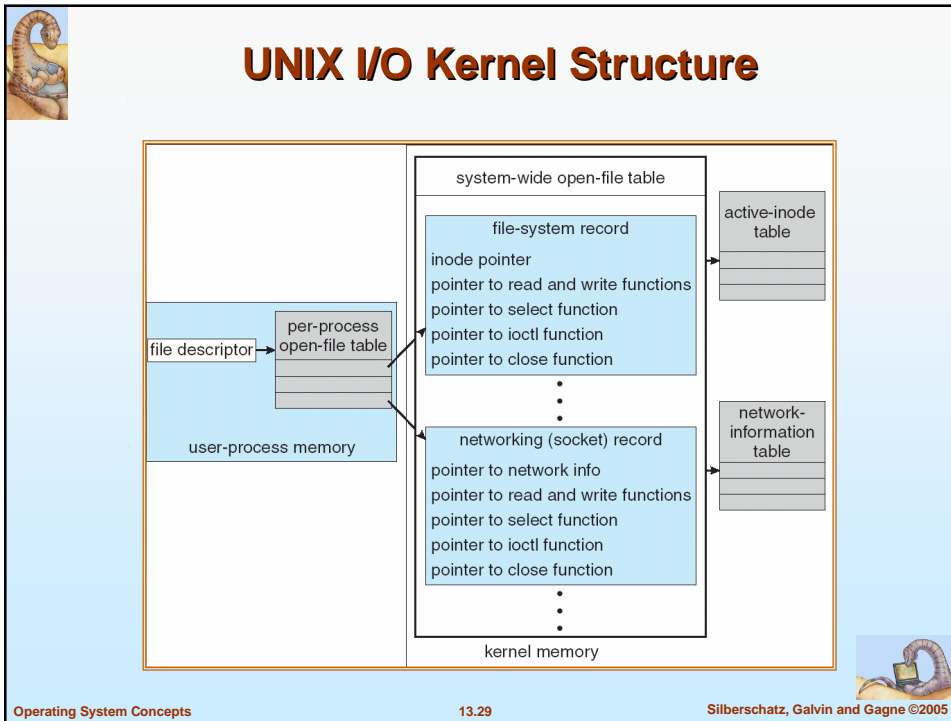 UNIX I/O Kernel Structure
system-wide open-file table
file-system record
inode pointer
pointer to read and write functions
pointer to select function
pointer to ioctl function
pointer to close function
active-inode
table
per-process
open-file table
file descriptor
user-process memory
networking (socket) record
pointer to network info
pointer to read and write functions
pointer to select function
pointer to ioctl function
pointer to close function
network-
information
table
kernel memory
Operating System Concepts
13.29
Silberschatz, Galvin and Gagne ©2005